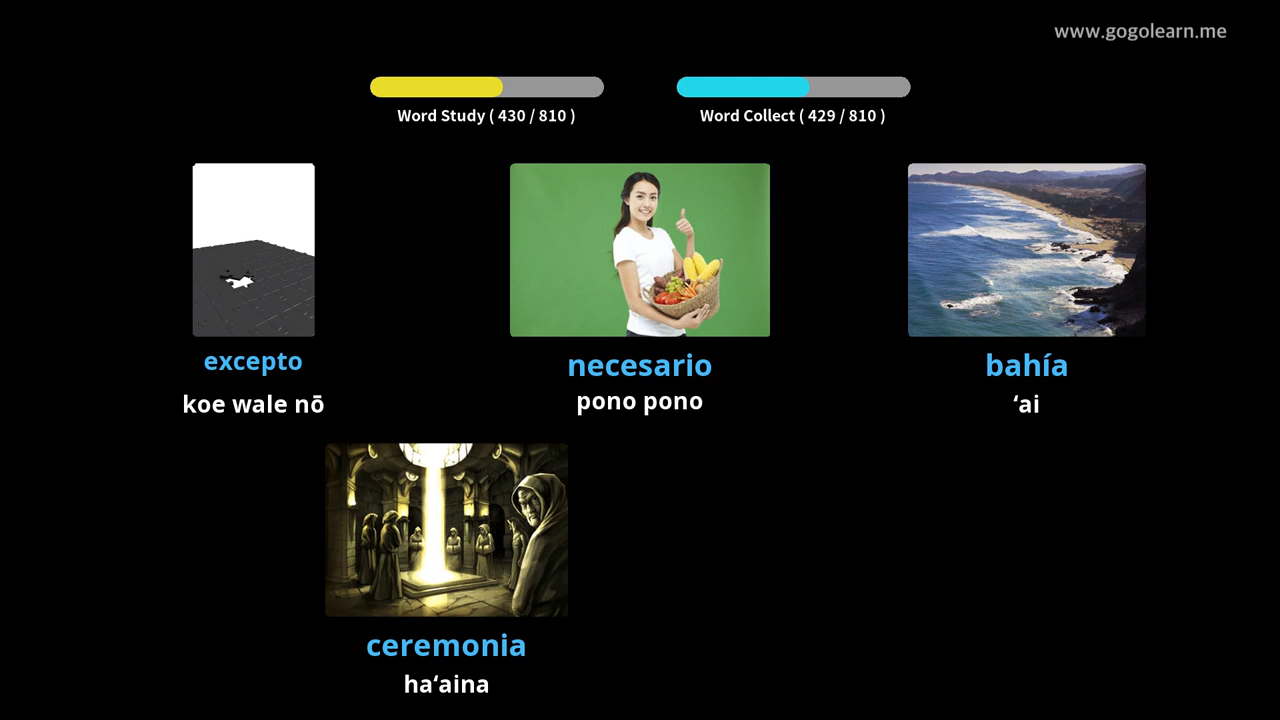 www.gogolearn.me
Word Study ( 430 / 810 )
Word Collect ( 429 / 810 )
excepto
koe wale nō
necesario
pono pono
bahía
ʻai
ceremonia
haʻaina